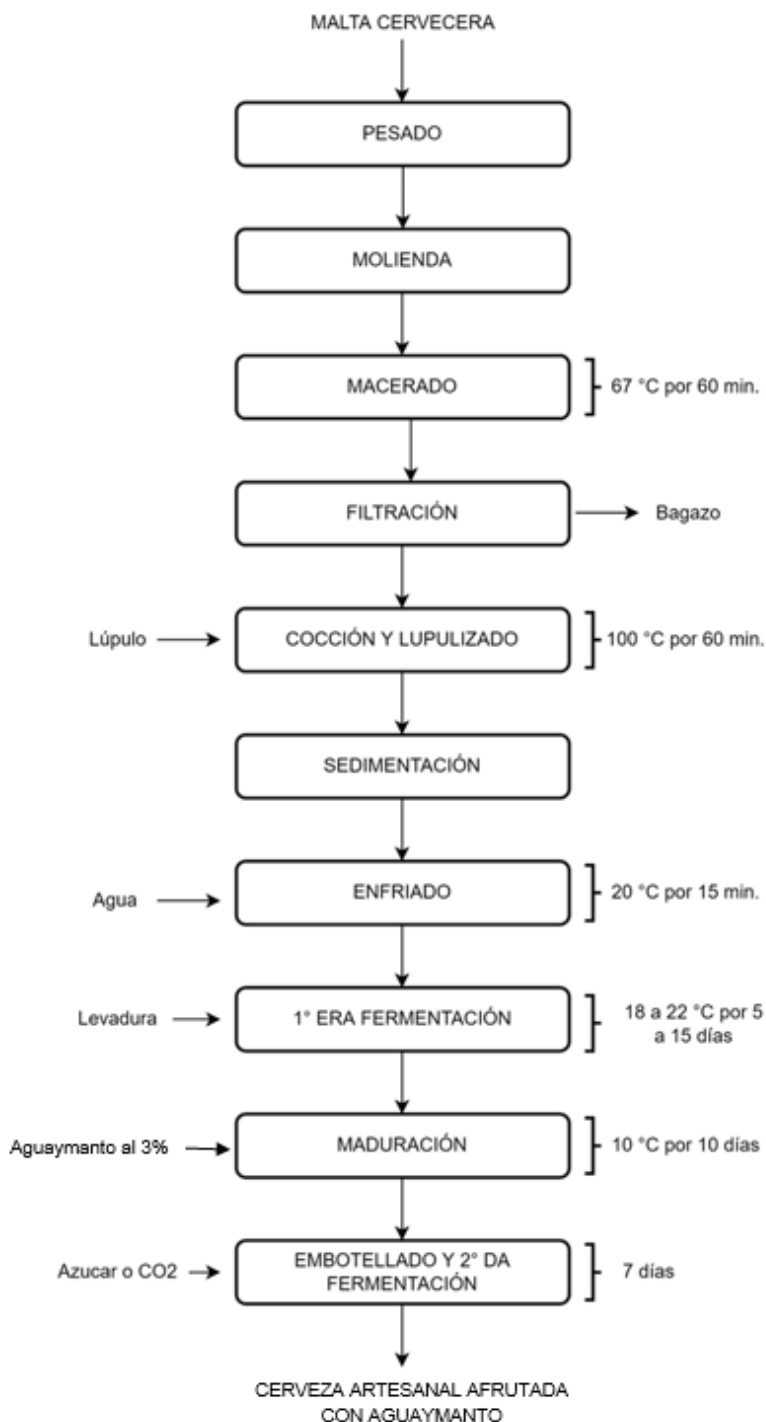 MALTA CERVECERA
PESADO
MOLIENDA
MACERADO
67 °C por 60 min.
FILTRACIÓN
Bagazo
Lúpulo
COCCIÓN Y LUPULIZADO
100 °C por 60 min.
SEDIMENTACIÓN
Agua
ENFRIADO
20 °C por 15 min.
Levadura
1° ERA FERMENTACIÓN
18 a 22 °C por 5
a 15 días
Aguaymanto al 3%
MADURACIÓN
10 °C por 10 días
Azucar o CO2
EMBOTELLADO Y 2° DA
FERMENTACIÓN
7 días
CERVEZA ARTESANAL AFRUTADA
CON AGUAYMANTO